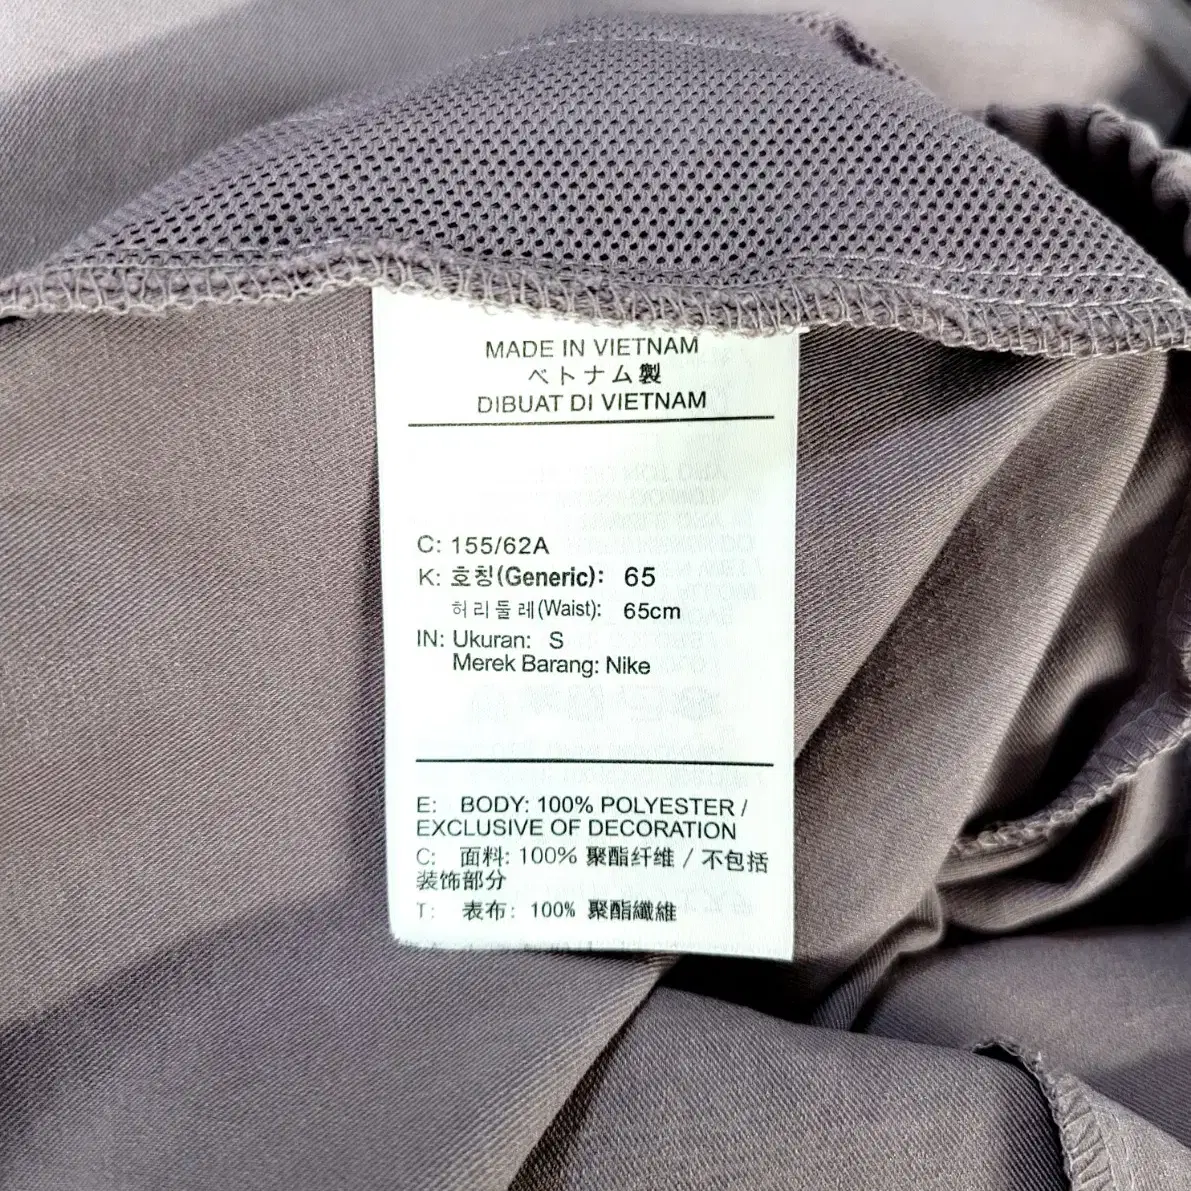 MADE IN VIETNAM
ベトナム製
DIBUAT DI VIETNAM
C: 155/62A
K: 호칭(Generic): 65
허리둘레(Waist): 65cm
IN: Ukuran: S
Merek Barang: Nike
E: BODY: 100% POLYESTER /
EXCLUSIVE OF DECORATION
C: 面料: 100% 聚酯纤维 / 不包括
装饰部分
T: 表布: 100% 聚酯纖維